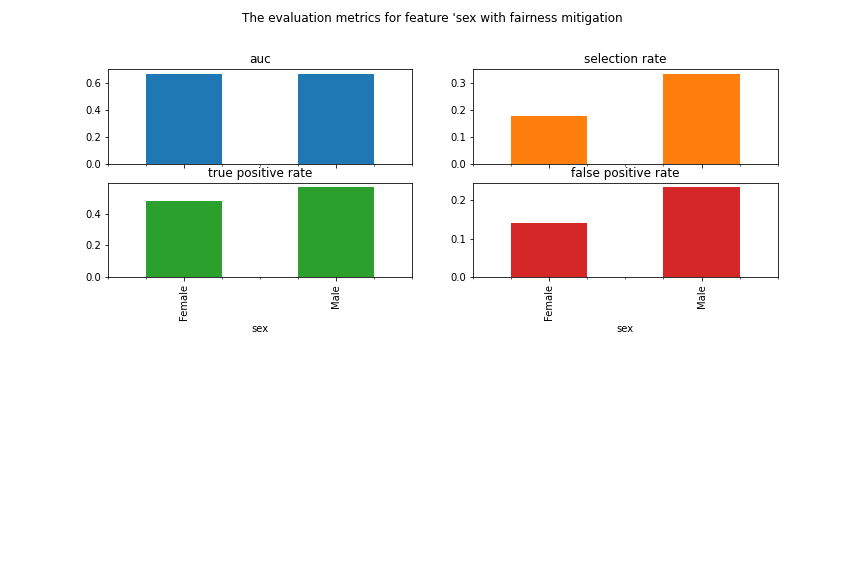 The evaluation metrics for feature 'sex with fairness mitigation
auc
0.6
0.4
0.2
0.0
selection rate
0.3
0.2
0.1
0.0
true positive rate
0.4
0.2
0.0
Female
Male
sex
false positive rate
0.2
0.1
0.0
Female
Male
sex